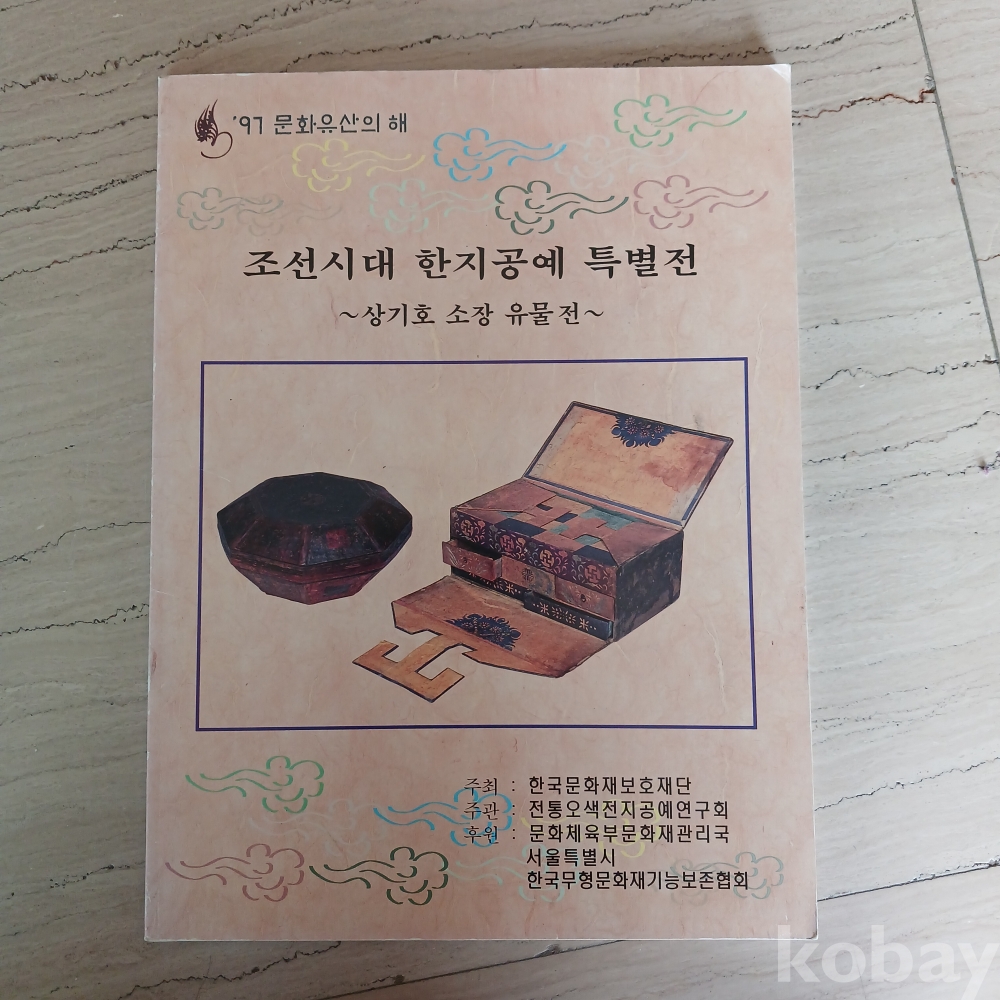 '97 문화유산의 해
조선시대 한지공예 특별전
~상기호 소장 유물전~
주최 : 한국문화재보호재단
주관 : 전통오색전지공예연구회
후원 : 문화체육부문화재관리국
서울특별시
한국무형문화재기능보존협회
kobay